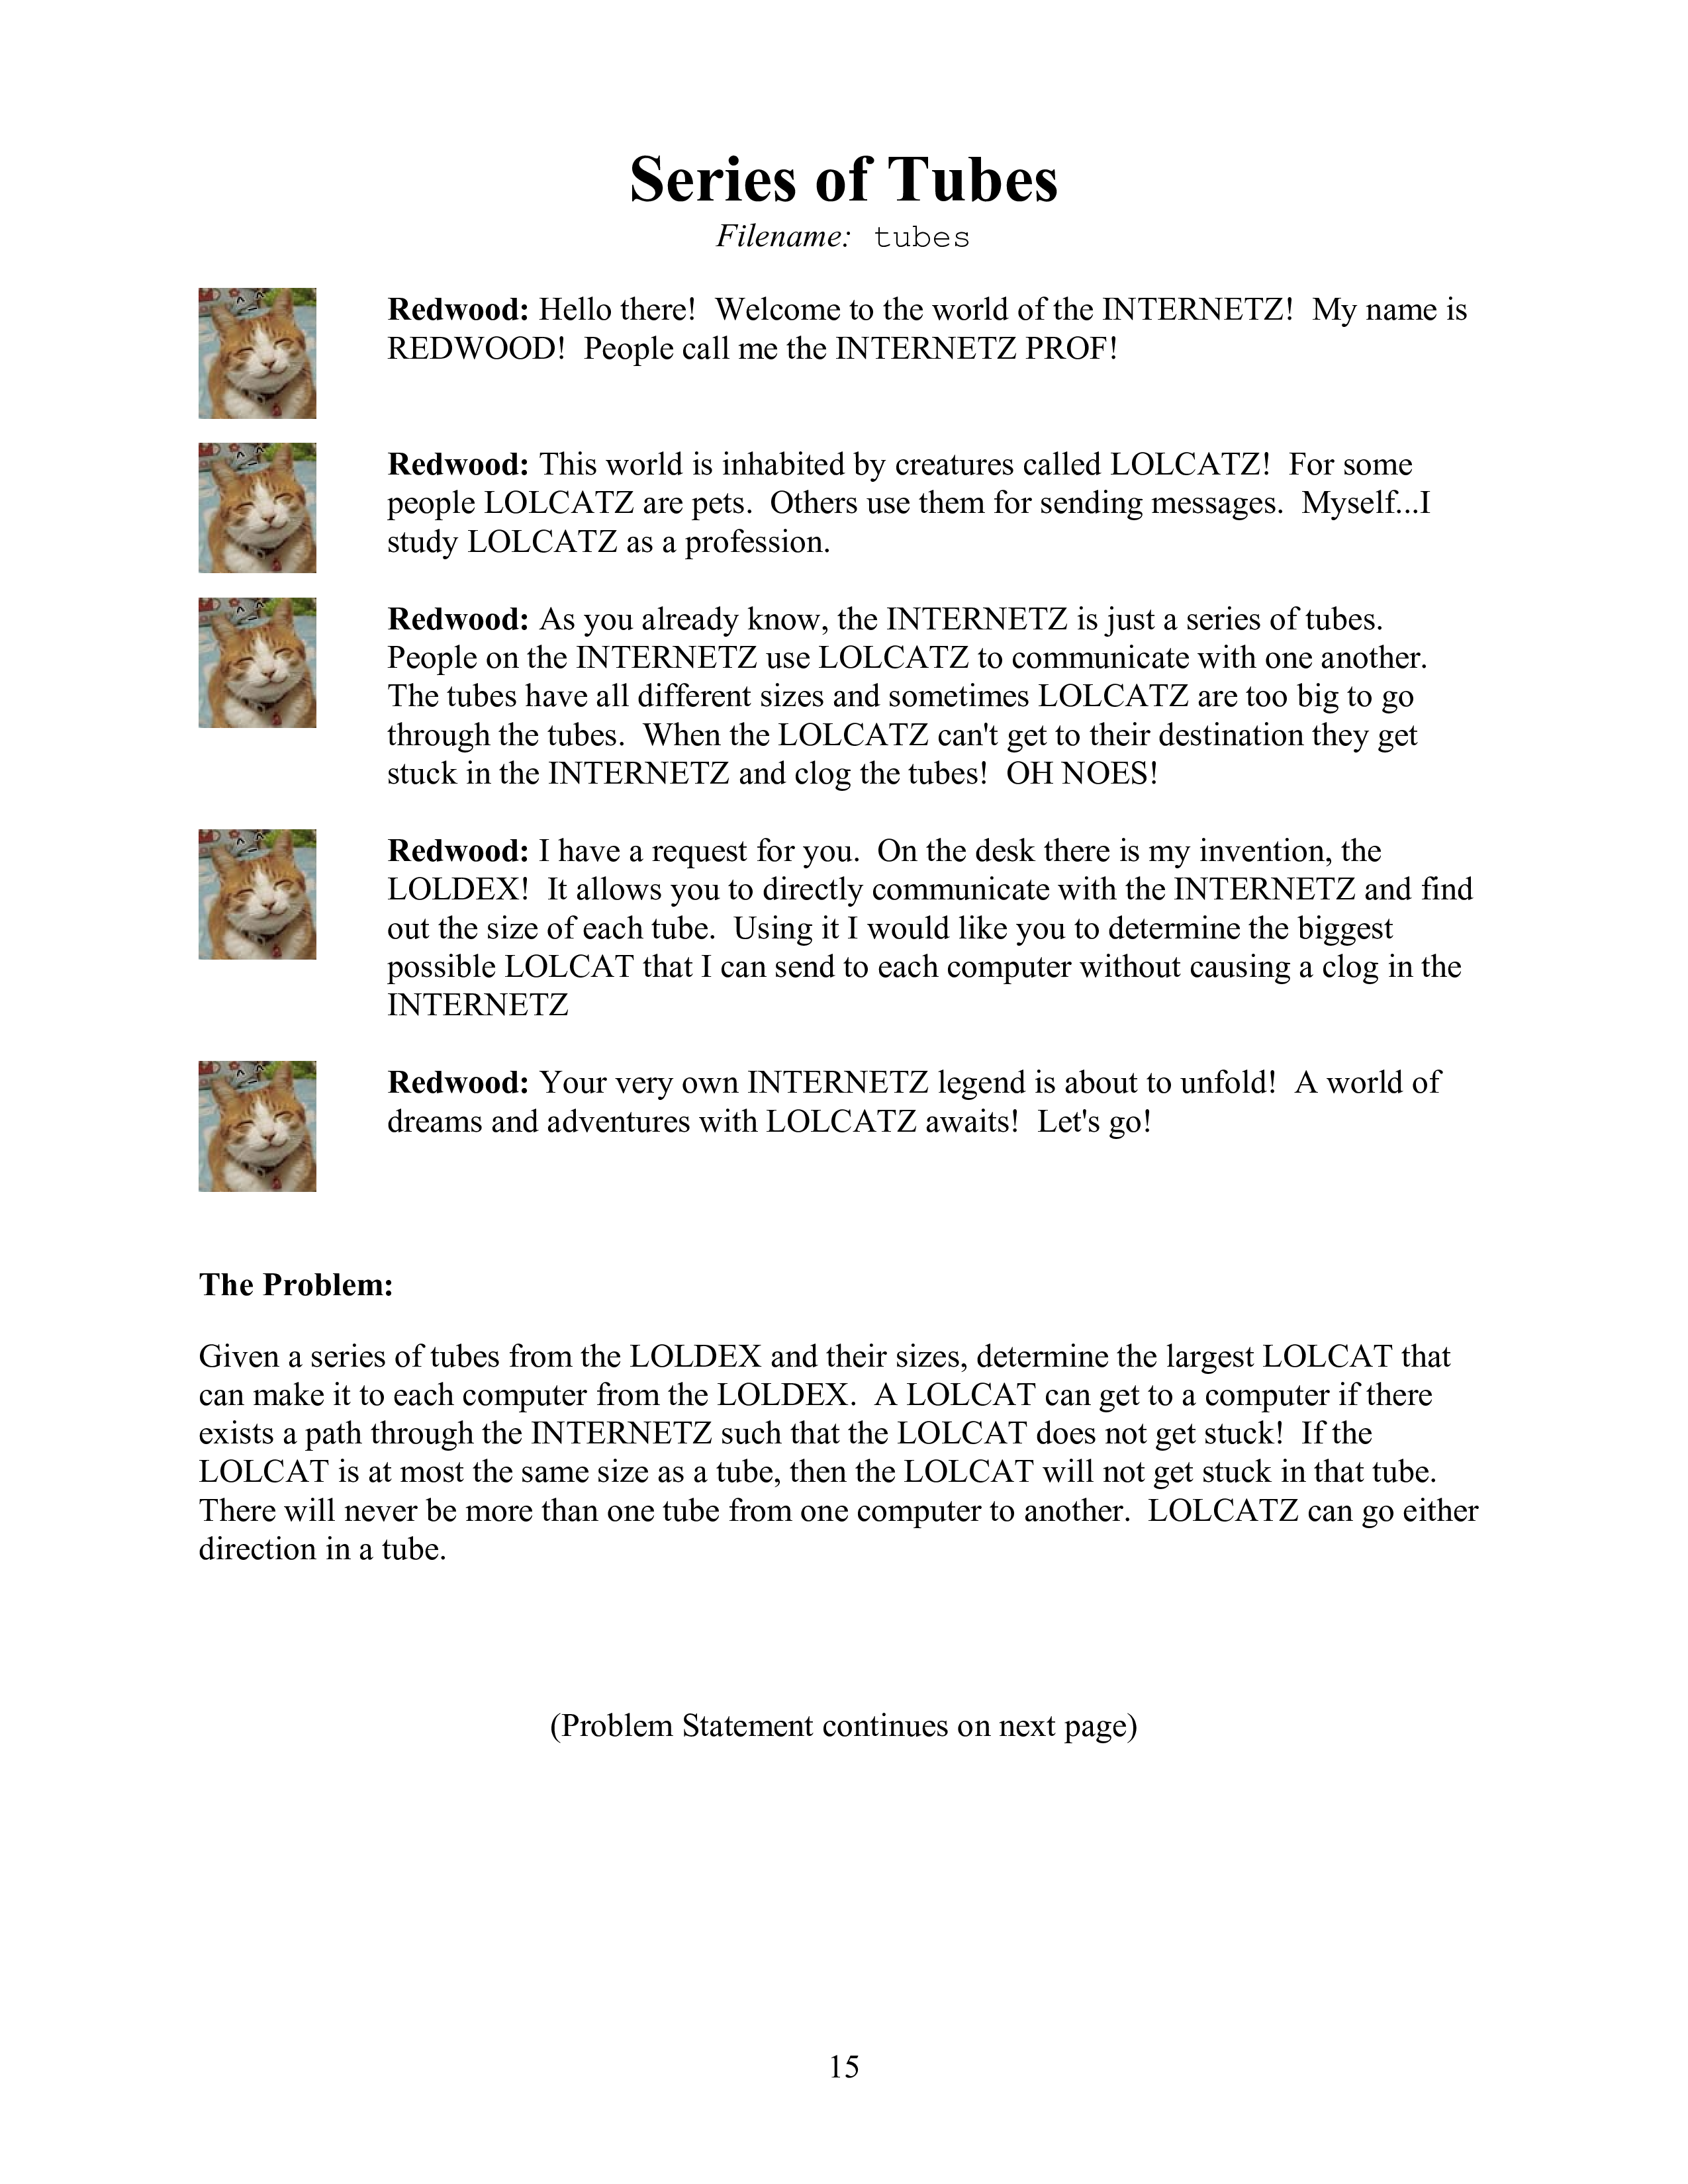 Series of Tubes
Filename: tubes
Redwood: Hello there! Welcome to the world of the INTERNETZ! My name is
REDWOOD! People call me the INTERNETZ PROF!
Redwood: This world is inhabited by creatures called LOLCATZ! For some
people LOLCATZ are pets. Others use them for sending messages. Myself...I
study LOLCATZ as a profession.
Redwood: As you already know, the INTERNETZ is just a series of tubes.
People on the INTERNETZ use LOLCATZ to communicate with one another.
The tubes have all different sizes and sometimes LOLCATZ are too big to go
through the tubes. When the LOLCATZ can't get to their destination they get
stuck in the INTERNETZ and clog the tubes! OH NOES!
Redwood: I have a request for you. On the desk there is my invention, the
LOLDEX! It allows you to directly communicate with the INTERNETZ and find
out the size of each tube. Using it I would like you to determine the biggest
possible LOLCAT that I can send to each computer without causing a clog in the
INTERNETZ
Redwood: Your very own INTERNETZ legend is about to unfold! A world of
dreams and adventures with LOLCATZ awaits! Let's go!
The Problem:
Given a series of tubes from the LOLDEX and their sizes, determine the largest LOLCAT that
can make it to each computer from the LOLDEX. A LOLCAT can get to a computer if there
exists a path through the INTERNETZ such that the LOLCAT does not get stuck! If the
LOLCAT is at most the same size as a tube, then the LOLCAT will not get stuck in that tube.
There will never be more than one tube from one computer to another. LOLCATZ can go either
direction in a tube.
(Problem Statement continues on next page)
15